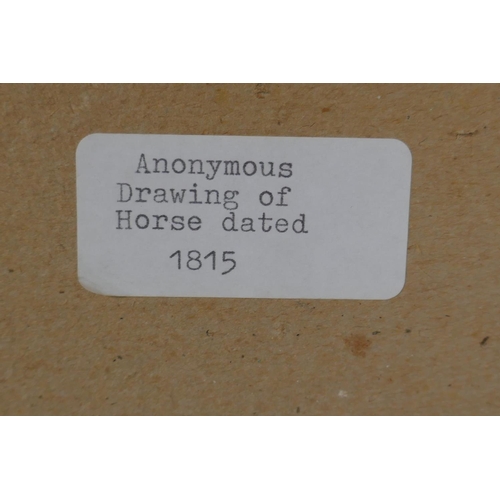 Anonymous
Drawing of
Horse dated
1815